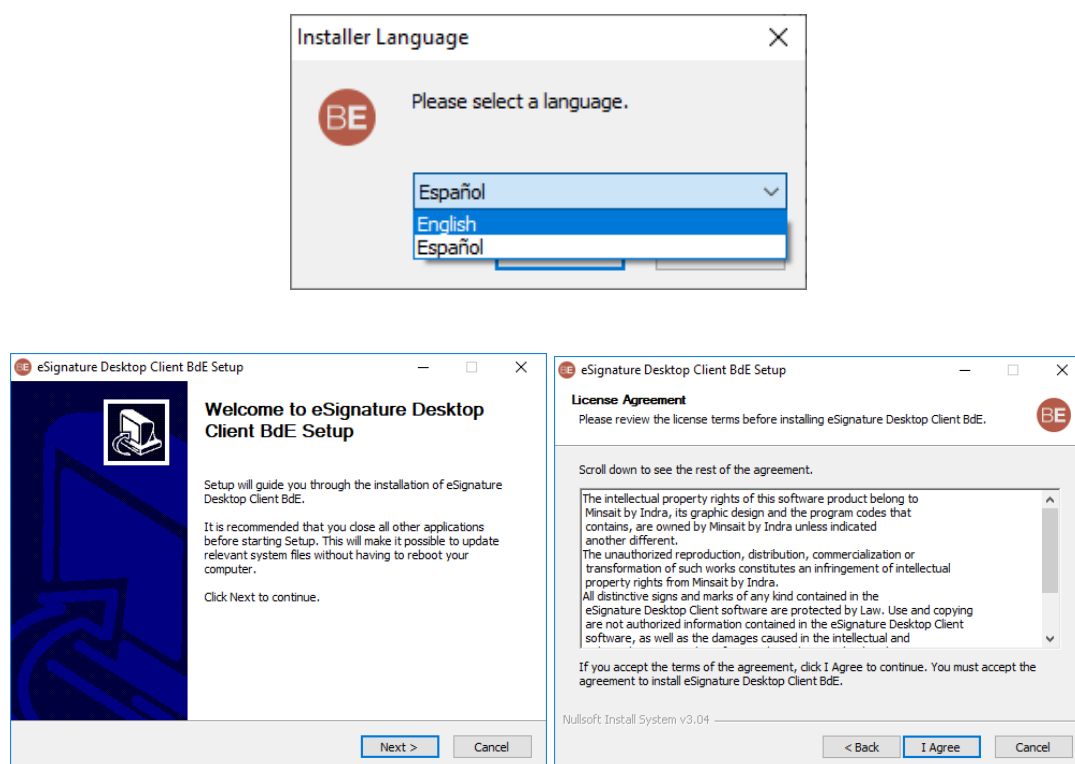 Installer Language
BE
Please select a language.
Español
English
Español
BE eSignature Desktop Client BdE Setup
Welcome to eSignature Desktop
Client BdE Setup
Setup will guide you through the installation of eSignature
Desktop Client BdE.
It is recommended that you close all other applications
before starting Setup. This will make it possible to update
relevant system files without having to reboot your
computer.
Click Next to continue.
Next >
Cancel
BE eSignature Desktop Client BdE Setup
License Agreement
Please review the license terms before installing eSignature Desktop Client BdE.
BE
Scroll down to see the rest of the agreement.
The intellectual property rights of this software product belong to
Minsait by Indra, its graphic design and the program codes that
contains, are owned by Minsait by Indra unless indicated
another different.
The unauthorized reproduction, distribution, commercialization or
transformation of such works constitutes an infringement of intellectual
property rights from Minsait by Indra.
All distinctive signs and marks of any kind contained in the
eSignature Desktop Client software are protected by Law. Use and copying
are not authorized information contained in the eSignature Desktop Client
software, as well as the damages caused in the intellectual and
If you accept the terms of the agreement, click I Agree to continue. You must accept the
agreement to install eSignature Desktop Client BdE.
Nullsoft Install System v3.04
< Back
I Agree
Cancel